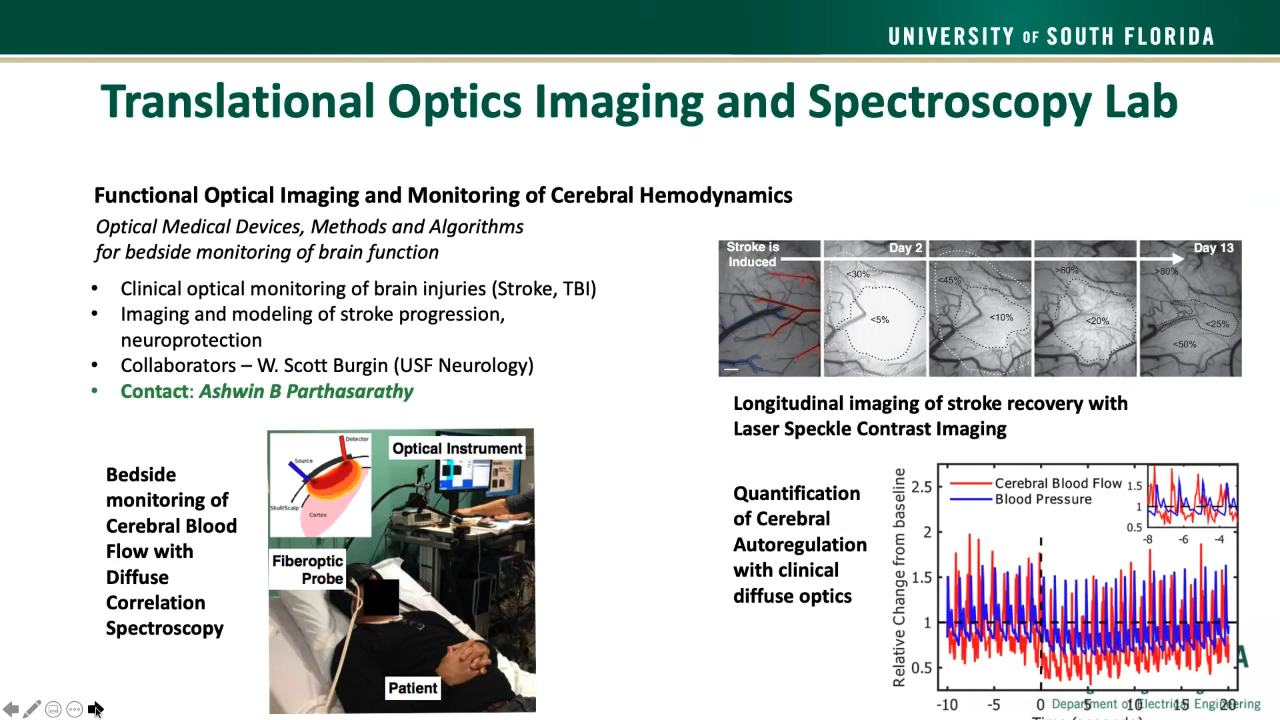 UNIVERSITY OF SOUTH FLORIDA
Translational Optics Imaging and Spectroscopy Lab
Functional Optical Imaging and Monitoring of Cerebral Hemodynamics
Optical Medical Devices, Methods and Algorithms
for bedside monitoring of brain function
• Clinical optical monitoring of brain injuries (Stroke, TBI)
• Imaging and modeling of stroke progression,
neuroprotection
• Collaborators – W. Scott Burgin (USF Neurology)
• Contact: Ashwin B Parthasarathy
Stroke is
Induced
Day 2
Day 13
<30%
<5%
<45%
<10%
>60%
<20%
>80%
<25%
<50%
Longitudinal imaging of stroke recovery with
Laser Speckle Contrast Imaging
Bedside
monitoring of
Cerebral Blood
Flow with
Diffuse
Correlation
Spectroscopy
Detector
Source
Skull/Scalp
Cortex
Optical Instrument
Fiberoptic
Probe
Patient
Quantification
of Cerebral
Autoregulation
with clinical
diffuse optics
Relative Change from baseline
2.5
2
1.5
1
0.5
Cerebral Blood Flow
Blood Pressure
1.5
1
0.5
-8 -6 -4
-10 -5 0 5 10 15 20
Department of Electrical Engineering